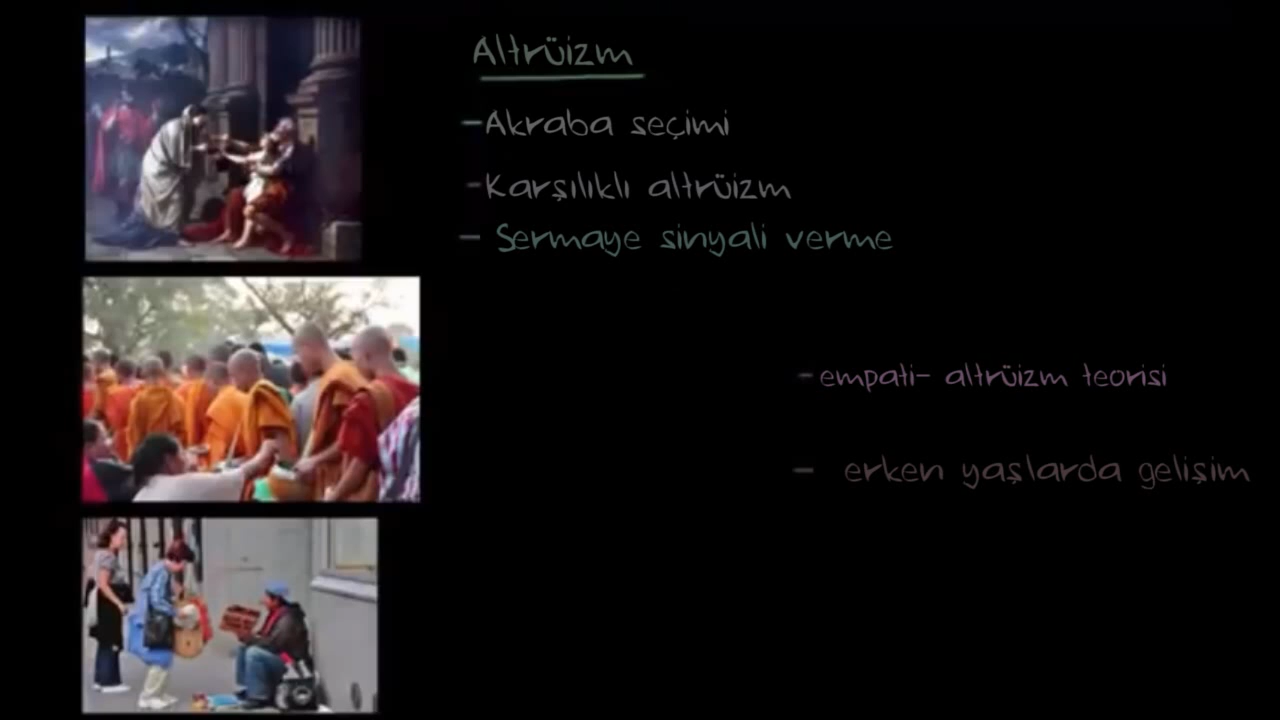 Altrüizm
-Akraba seçimi
-Karşılıklı altrüizm
- Sermaye sinyali verme
-empati- altrüizm teorisi
- erken yaşlarda gelişim